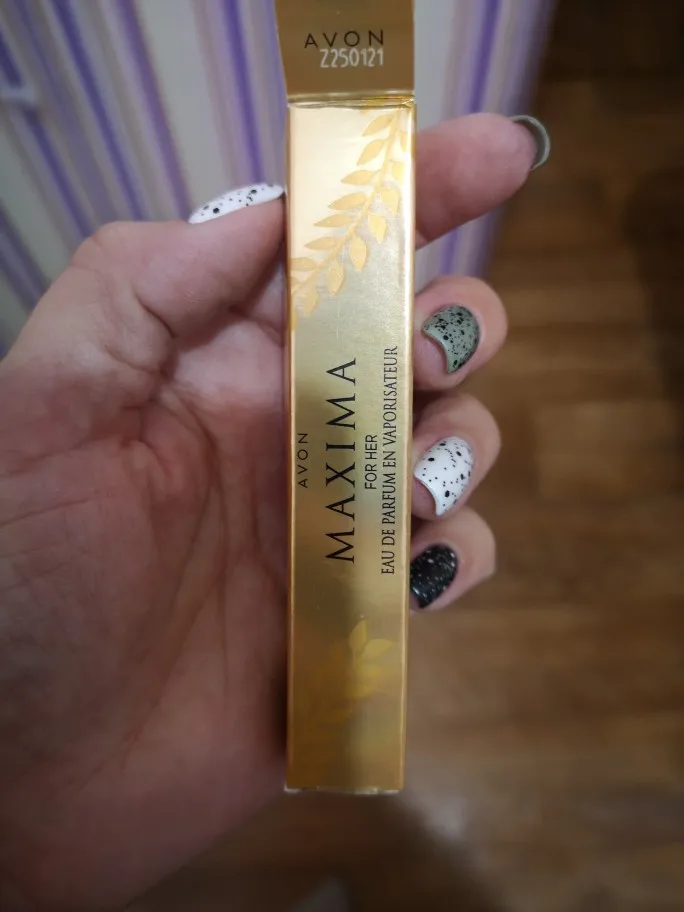 AVON
Z250121
AVON
MAXIMA
FOR HER
EAU DE PARFUM EN VAPORISATEUR